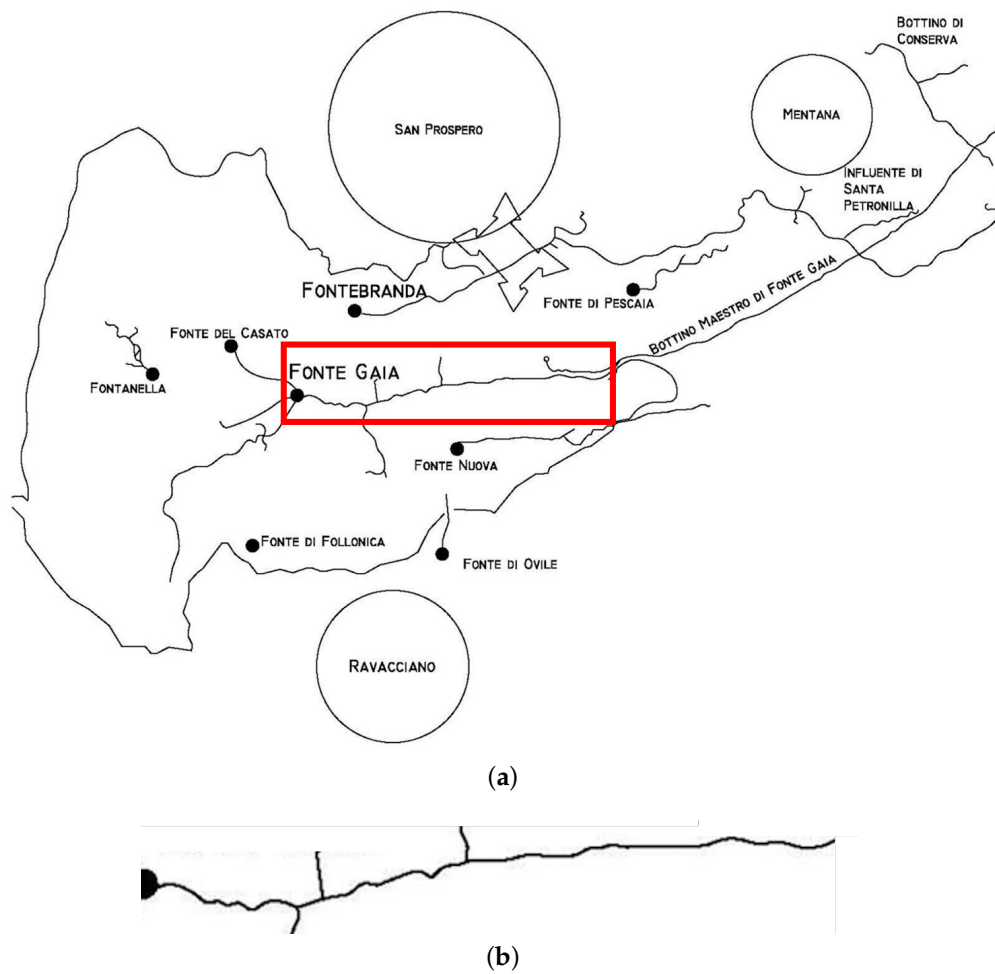 Bottino di
Conserva
San Prospero
Mentana
Influente di
Santa
Petronilla
Fontebranda
Fonte di Pescaia
Bottino Maestro di Fonte Gaia
Fonte del Casato
Fonte Gaia
Fontanella
Fonte Nuova
Fonte di Follonica
Fonte di Ovile
Ravacciano
(a)
(b)